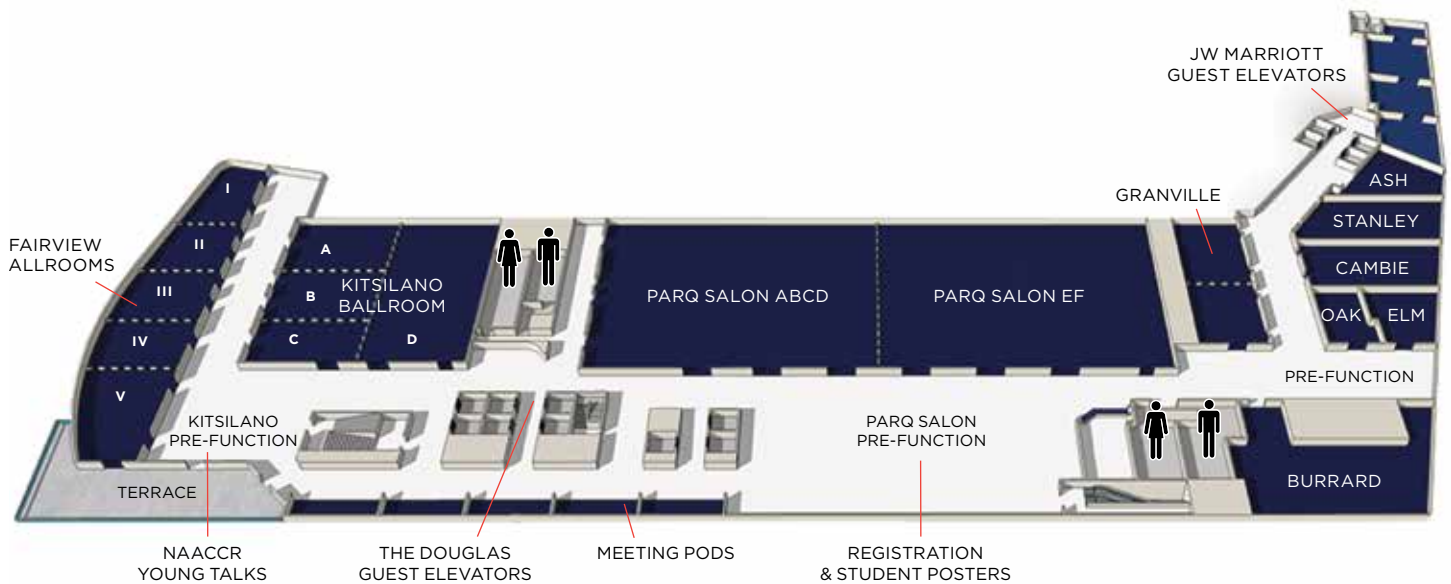 JW MARRIOTT
GUEST ELEVATORS
ASH
GRANVILLE
STANLEY
I
II
FAIRVIEW
ALLROOMS
III
IV
V
A
B
C
D
KITSILANO
BALLROOM
PARQ SALON ABCD
PARQ SALON EF
CAMBIE
OAK
ELM
PRE-FUNCTION
KITSILANO
PRE-FUNCTION
PARQ SALON
PRE-FUNCTION
BURRARD
TERRACE
NAACCR
YOUNG TALKS
THE DOUGLAS
GUEST ELEVATORS
MEETING PODS
REGISTRATION
& STUDENT POSTERS